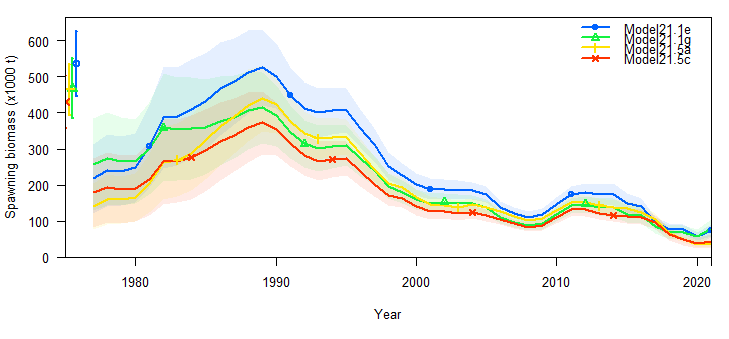 Spawning biomass (x1000 t)
600
500
400
300
200
100
0
Model21.1e
Model21.1g
Model21.5a
Model21.5c
1980 1990 2000 2010 2020
Year